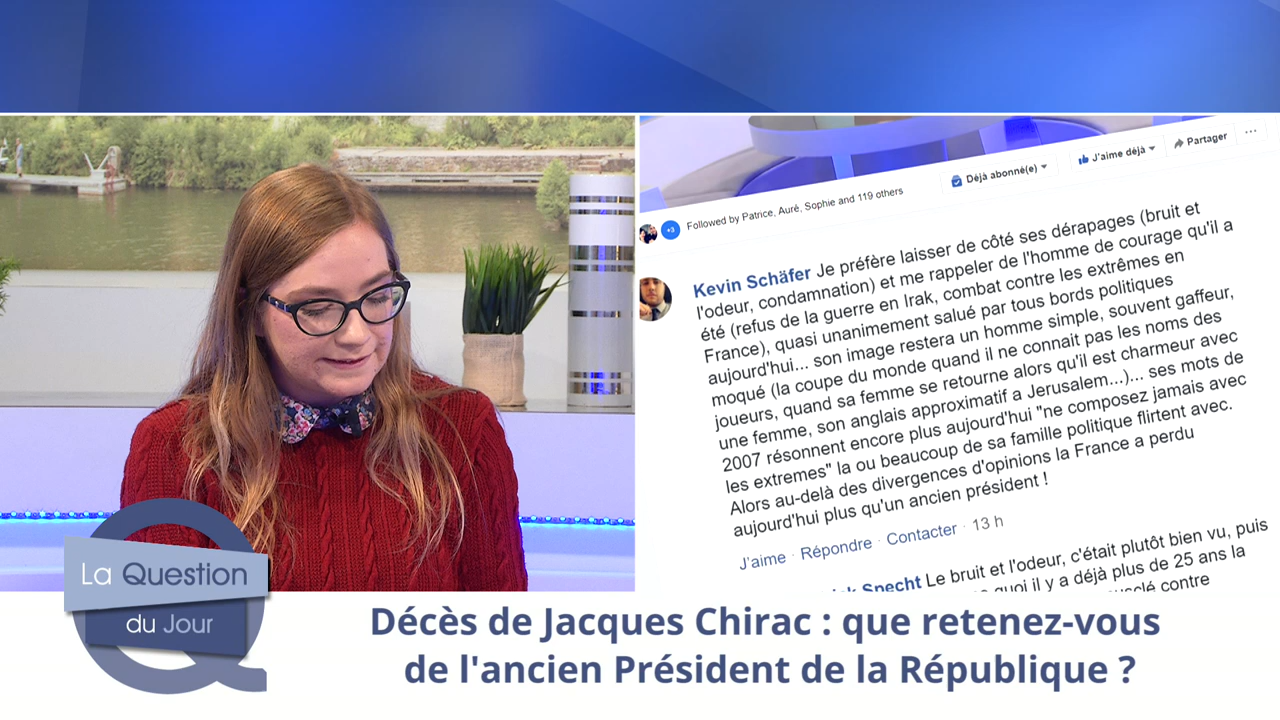 Déjà abonné(e)
J'aime déjà
Partager
+3
Followed by Patrice, Auré, Sophie and 119 others
Kevin Schäfer Je préfère laisser de côté ses dérapages (bruit et
l'odeur, condamnation) et me rappeler de l'homme de courage qu'il a
été (refus de la guerre en Irak, combat contre les extrêmes en
France), quasi unanimement salué par tous bords politiques
aujourd'hui... son image restera un homme simple, souvent gaffeur,
moqué (la coupe du monde quand il ne connait pas les noms des
joueurs, quand sa femme se retourne alors qu'il est charmeur avec
une femme, son anglais approximatif a Jerusalem...)... ses mots de
2007 résonnent encore plus aujourd'hui "ne composez jamais avec
les extremes" la ou beaucoup de sa famille politique flirtent avec.
Alors au-delà des divergences d'opinions la France a perdu
aujourd'hui plus qu'un ancien président !
J'aime · Répondre · Contacter · 13 h
Specht Le bruit et l'odeur, c'était plutôt bien vu, puis
quoi il y a déjà plus de 25 ans la
contre
La Question
du Jour
Décès de Jacques Chirac : que retenez-vous
de l'ancien Président de la République ?